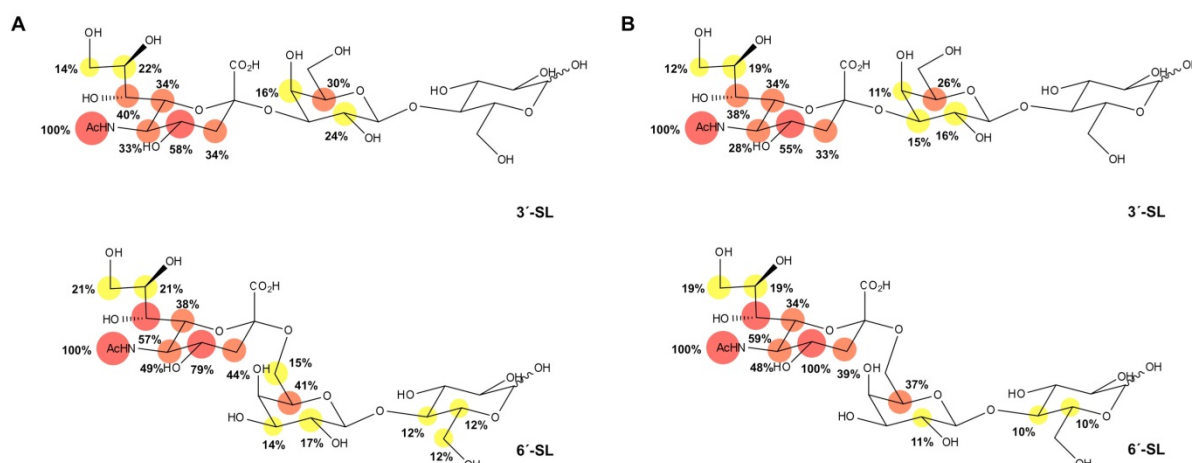 A
OH
OH
14%
22%
34%
CO₂H
HO
40%
O
O
100%
AcHN
33%
HO
58%
34%
OH
HO
16%
30%
O
24%
OH
O
HO
OH
OH
O
OH
3´-SL
OH
OH
21%
21%
38%
CO₂H
HO
57%
O
O
100%
AcHN
49%
HO
79%
44%
15%
OH
41%
O
HO
14%
17%
OH
O
HO
OH
OH
O
12%
12%
12%
OH
6´-SL
B
OH
OH
12%
19%
34%
CO₂H
HO
38%
O
O
100%
AcHN
28%
HO
55%
33%
OH
HO
11%
26%
O
15%
16%
OH
O
HO
OH
OH
O
OH
3´-SL
OH
OH
19%
19%
34%
CO₂H
HO
59%
O
O
100%
AcHN
48%
HO
100%
39%
OH
37%
O
HO
11%
OH
O
HO
OH
OH
O
10%
10%
OH
6´-SL